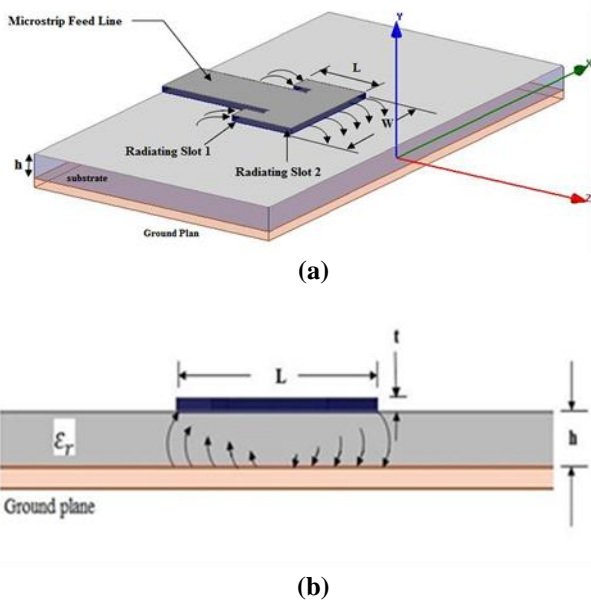 Microstrip Feed Line
Y
L
X
W
Radiating Slot 1
Radiating Slot 2
h
substrate
Z
Ground Plan
(a)
t
L
εr
h
Ground plane
(b)